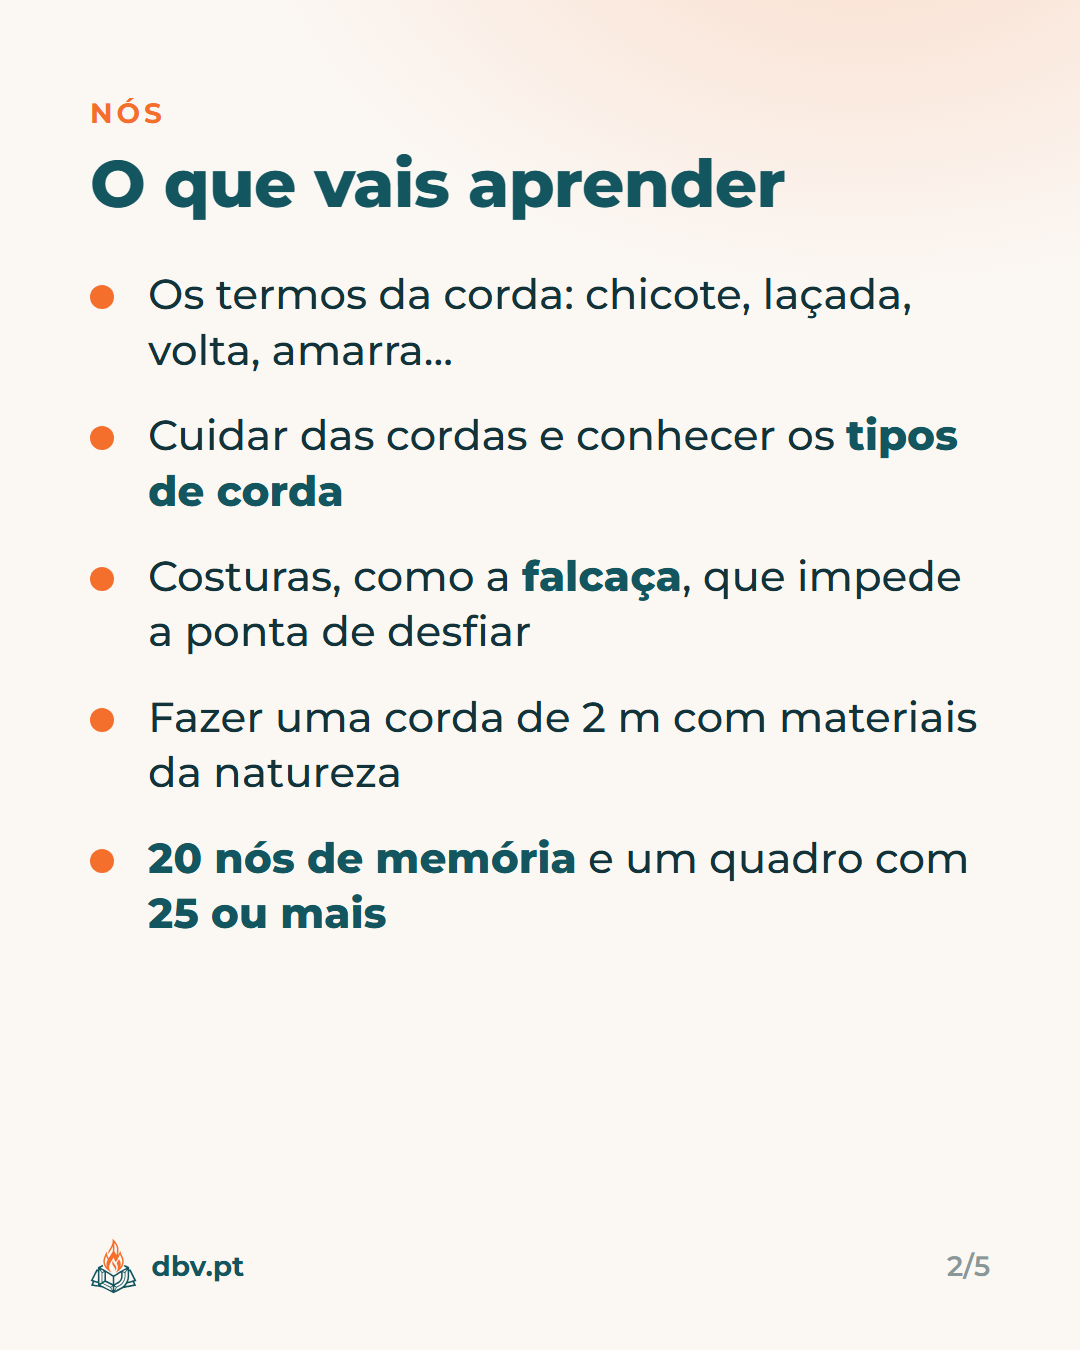 NÓS
O que vais aprender
Os termos da corda: chicote, laçada,
volta, amarra...
Cuidar das cordas e conhecer os tipos
de corda
Costuras, como a falcaça, que impede
a ponta de desfiar
Fazer uma corda de 2 m com materiais
da natureza
20 nós de memória e um quadro com
25 ou mais
dbv.pt
2/5